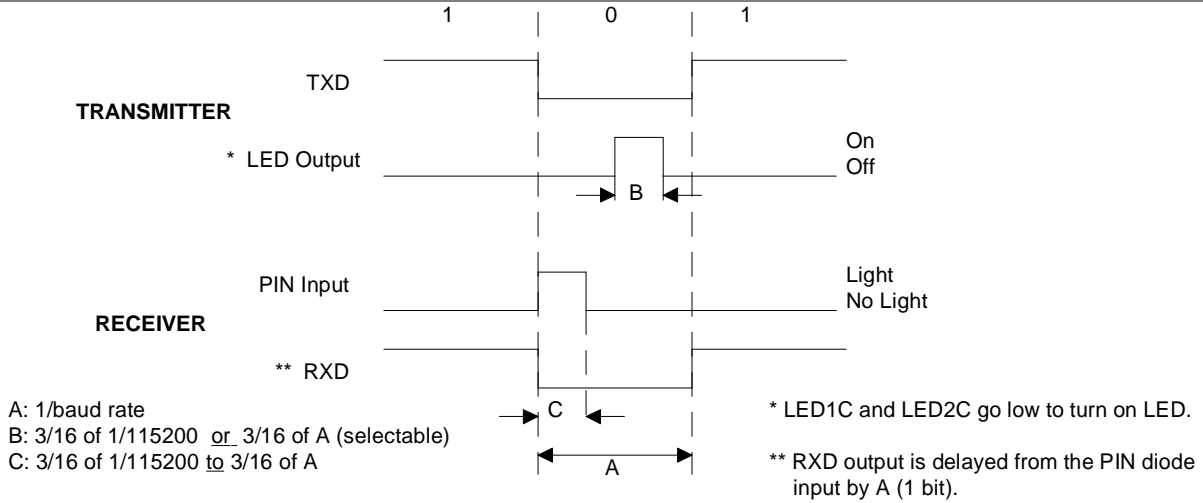 1 0 1
TXD
TRANSMITTER
* LED Output
On
Off
B
PIN Input
Light
No Light
RECEIVER
** RXD
C
A
A: 1/baud rate
B: 3/16 of 1/115200 or 3/16 of A (selectable)
C: 3/16 of 1/115200 to 3/16 of A
* LED1C and LED2C go low to turn on LED.
** RXD output is delayed from the PIN diode
input by A (1 bit).